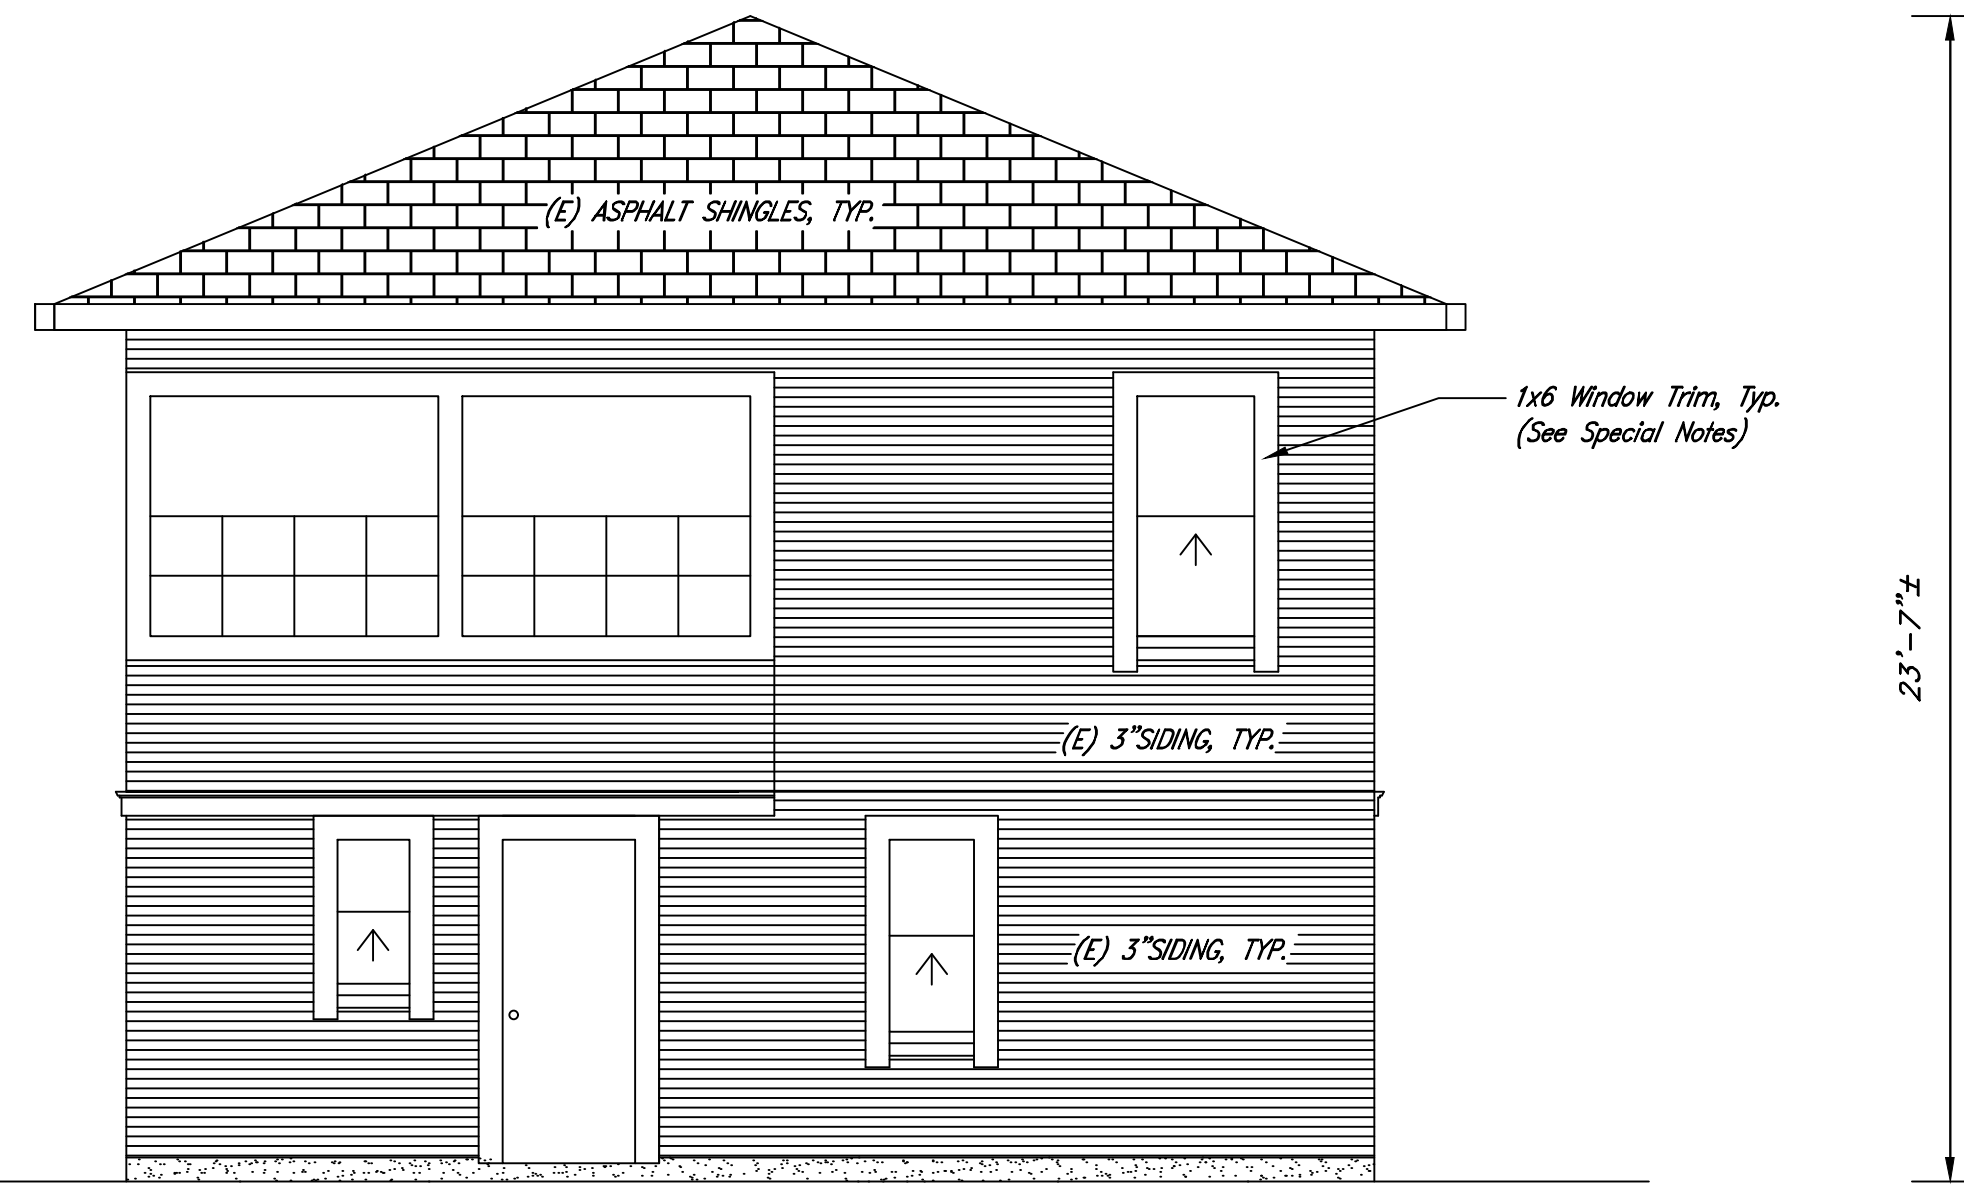 (E) ASPHALT SHINGLES, TYP.
1x6 Window Trim, Typ.
(See Special Notes)
23'-7"±
(E) 3"SIDING, TYP.
(E) 3"SIDING, TYP.